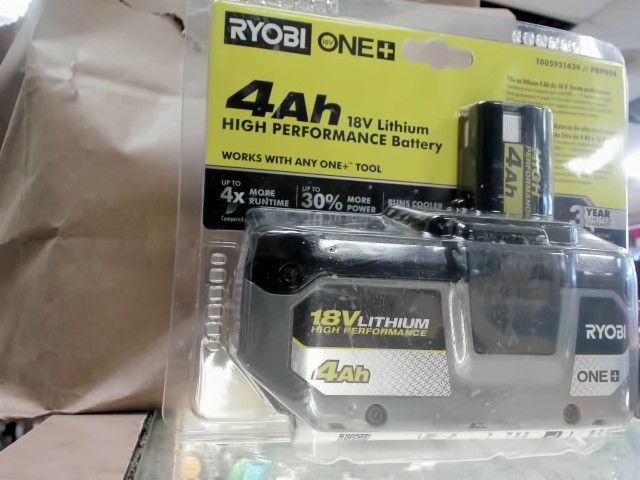 RYOBI 18V ONE+
1005931439 // PBP004
4Ah 18V Lithium
HIGH PERFORMANCE Battery
WORKS WITH ANY ONE+™ TOOL
UP TO 4X MORE RUNTIME
UP TO 30% MORE POWER
RUNS COOLER
3 YEAR
Compared
HIGH PERFORMANCE
4Ah
18V LITHIUM
HIGH PERFORMANCE
4Ah
RYOBI
ONE+